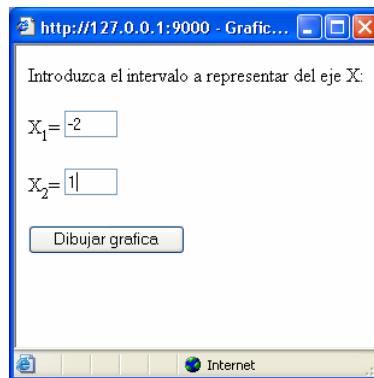 http://127.0.0.1:9000 - Grafic...
Introduzca el intervalo a representar del eje X:
X1= -2
X2= 1
Dibujar grafica
Internet